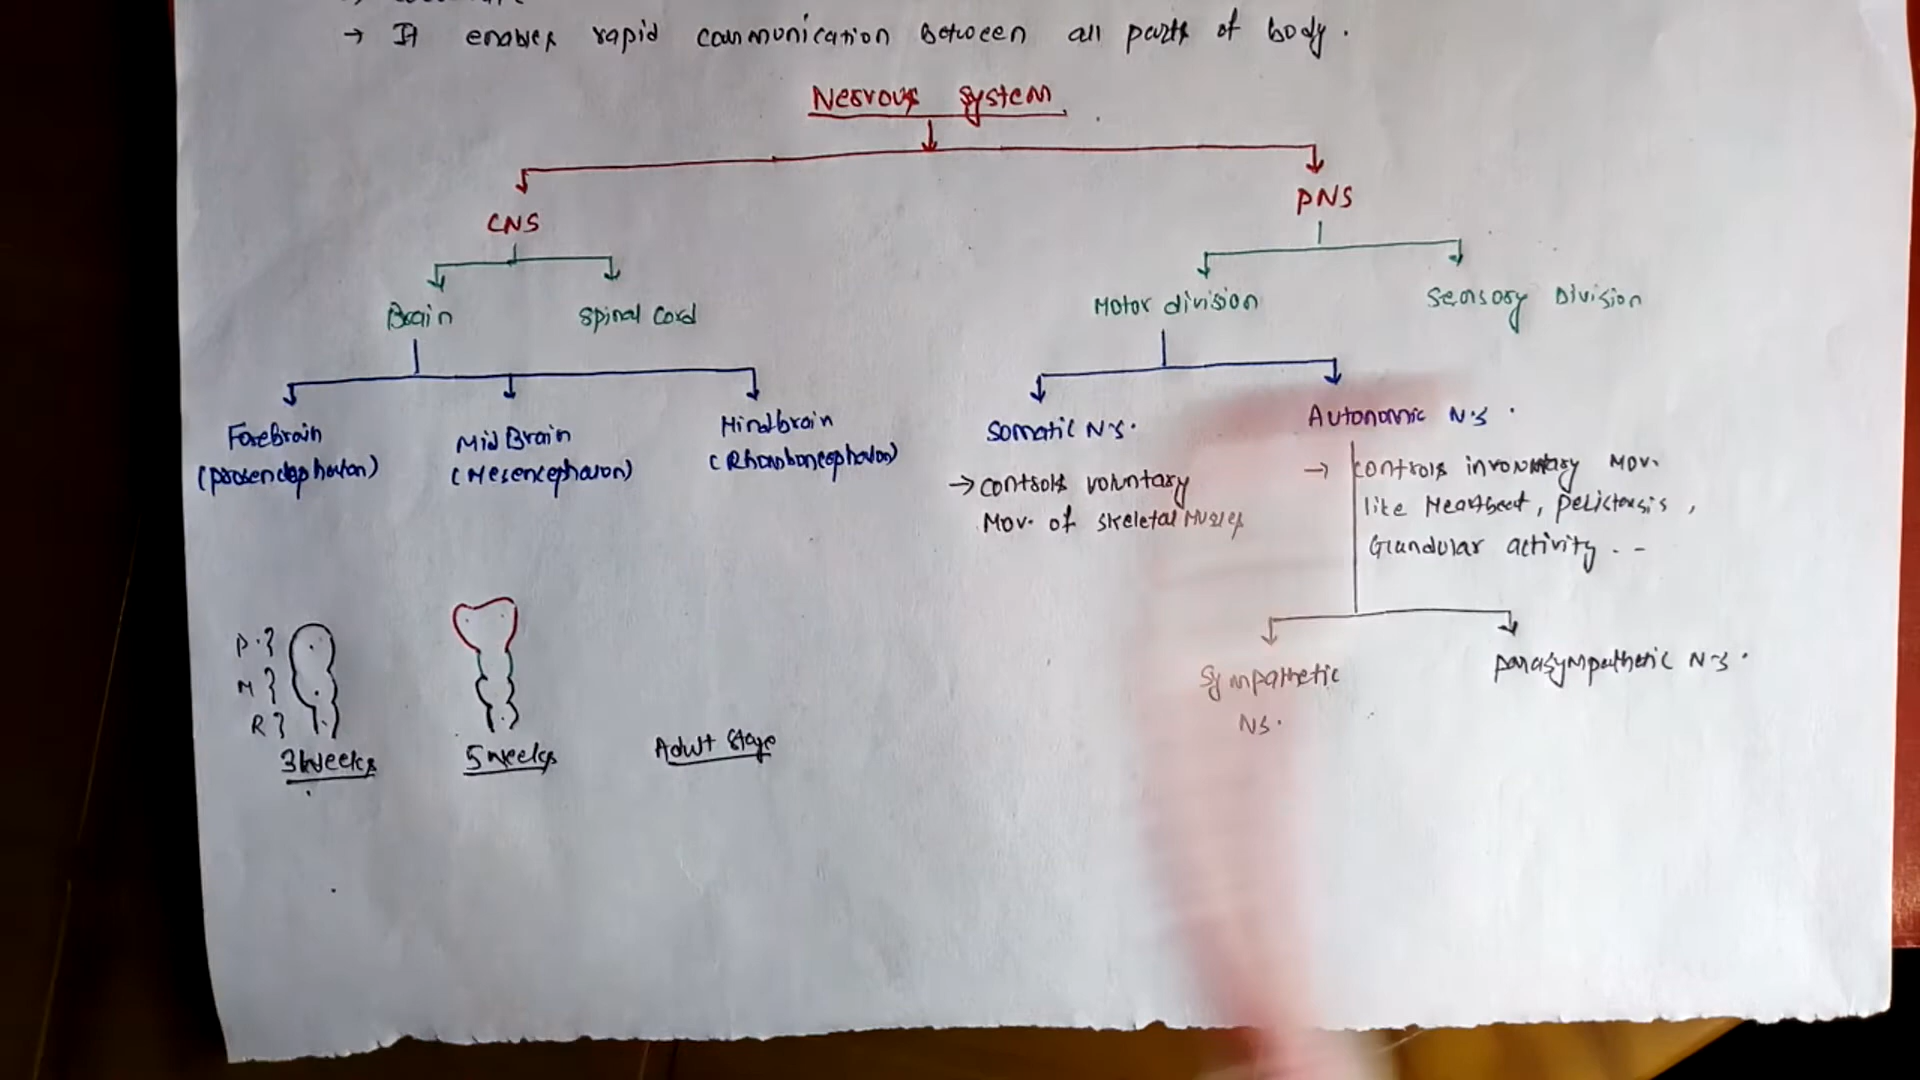 → It enables rapid communication between all parts of body.
Nervous system
CNS
PNS
Brain
Spinal Cord
Motor division
Sensory Division
ForeBrain
(prosencephalon)
Mid Brain
(Mesencephalon)
Hindbrain
(Rhombencephalon)
Somatic N.S.
→ controls voluntary
Mov. of skeletal Muscles
Autonomic N.S.
→ controls involuntary Mov.
like Heartbeat, pelistersis,
Glandular activity . -
Sympathetic
NS.
parasympathetic N.S.
P.}
M}
R}
3 Weeks
5 weeks
Adult Stage